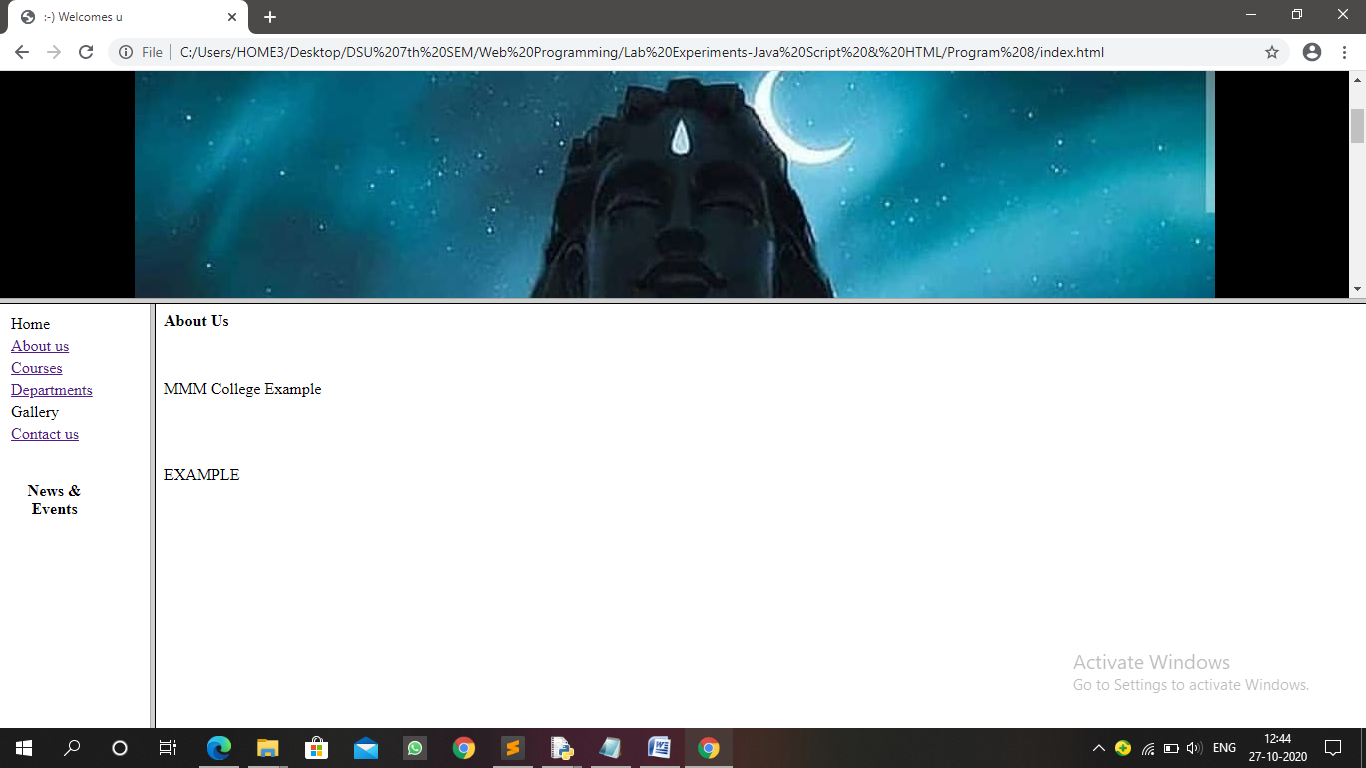 :-) Welcomes u
File
C:/Users/HOME3/Desktop/DSU%207th%20SEM/Web%20Programming/Lab%20Experiments-Java%20Script%20&%20HTML/Program%208/index.html
Home
About us
Courses
Departments
Gallery
Contact us
News &
Events
About Us
MMM College Example
EXAMPLE
Activate Windows
Go to Settings to activate Windows.
ENG
12:44
27-10-2020